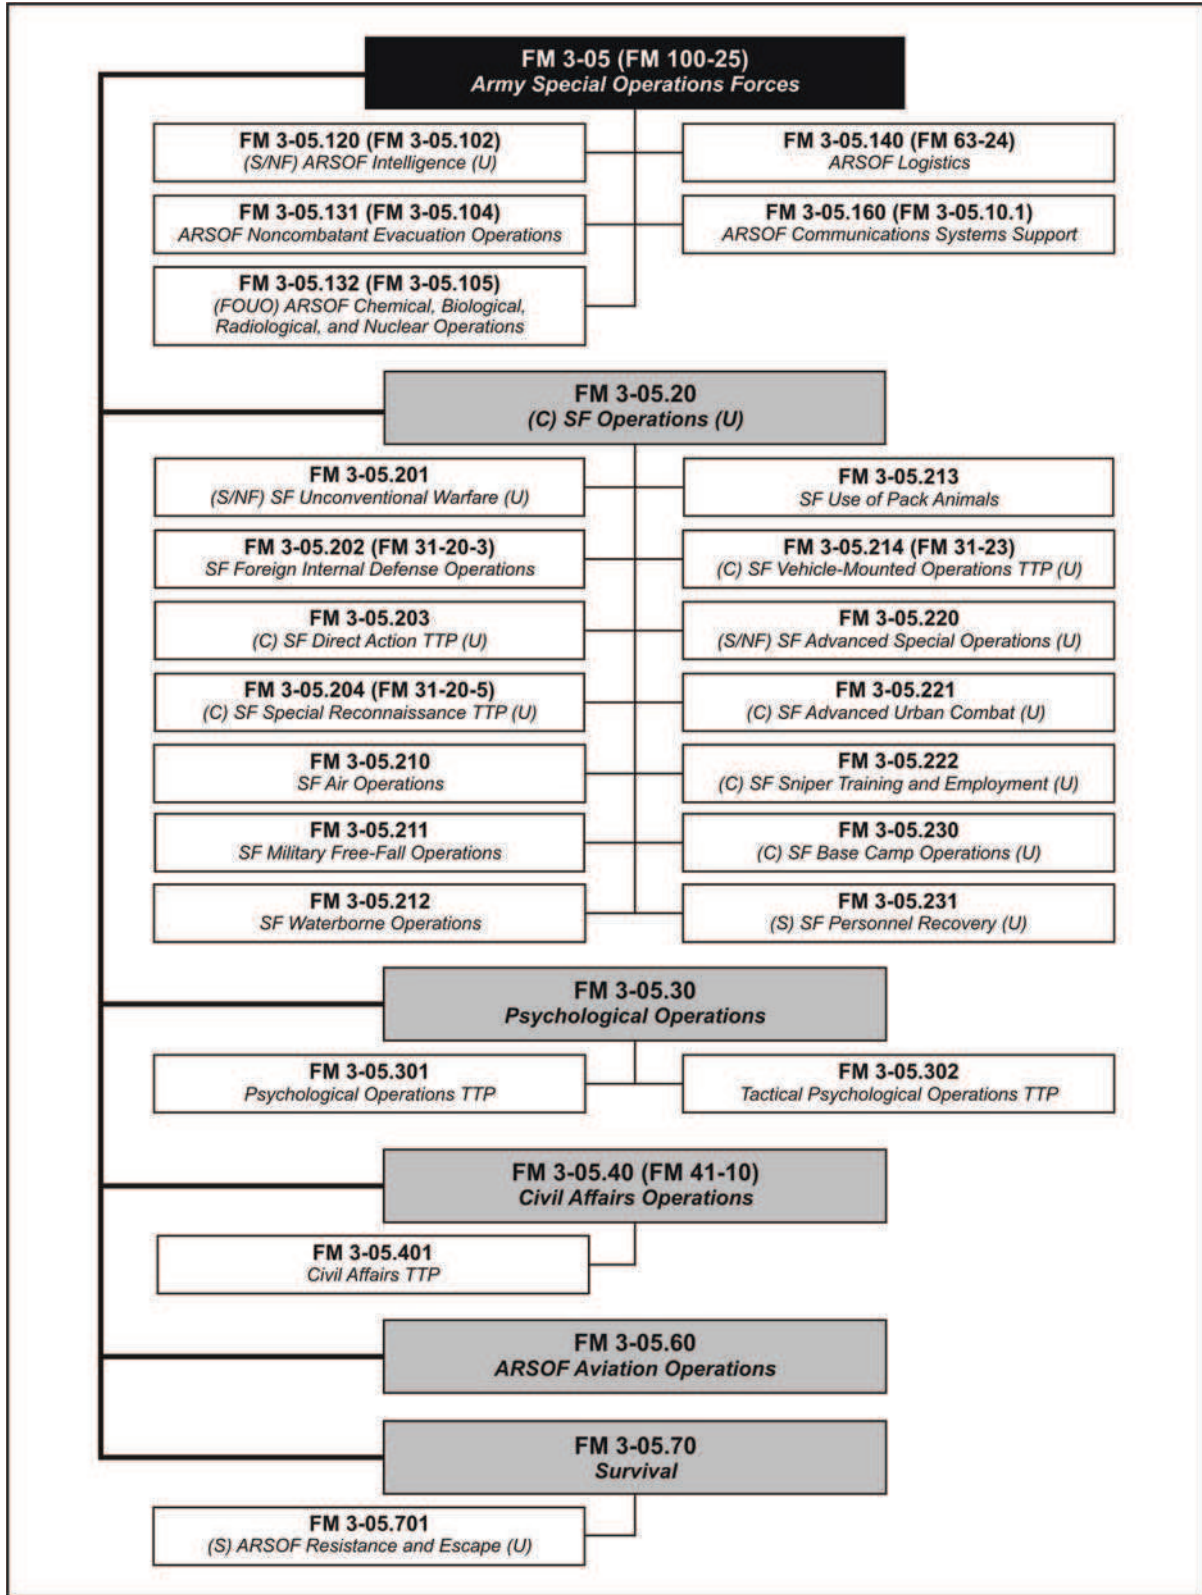 FM 3-05 (FM 100-25)
Army Special Operations Forces
FM 3-05.120 (FM 3-05.102)
(S/NF) ARSOF Intelligence (U)
FM 3-05.140 (FM 63-24)
ARSOF Logistics
FM 3-05.131 (FM 3-05.104)
ARSOF Noncombatant Evacuation Operations
FM 3-05.160 (FM 3-05.10.1)
ARSOF Communications Systems Support
FM 3-05.132 (FM 3-05.105)
(FOUO) ARSOF Chemical, Biological,
Radiological, and Nuclear Operations
FM 3-05.20
(C) SF Operations (U)
FM 3-05.201
(S/NF) SF Unconventional Warfare (U)
FM 3-05.213
SF Use of Pack Animals
FM 3-05.202 (FM 31-20-3)
SF Foreign Internal Defense Operations
FM 3-05.214 (FM 31-23)
(C) SF Vehicle-Mounted Operations TTP (U)
FM 3-05.203
(C) SF Direct Action TTP (U)
FM 3-05.220
(S/NF) SF Advanced Special Operations (U)
FM 3-05.204 (FM 31-20-5)
(C) SF Special Reconnaissance TTP (U)
FM 3-05.221
(C) SF Advanced Urban Combat (U)
FM 3-05.210
SF Air Operations
FM 3-05.222
(C) SF Sniper Training and Employment (U)
FM 3-05.211
SF Military Free-Fall Operations
FM 3-05.230
(C) SF Base Camp Operations (U)
FM 3-05.212
SF Waterborne Operations
FM 3-05.231
(S) SF Personnel Recovery (U)
FM 3-05.30
Psychological Operations
FM 3-05.301
Psychological Operations TTP
FM 3-05.302
Tactical Psychological Operations TTP
FM 3-05.40 (FM 41-10)
Civil Affairs Operations
FM 3-05.401
Civil Affairs TTP
FM 3-05.60
ARSOF Aviation Operations
FM 3-05.70
Survival
FM 3-05.701
(S) ARSOF Resistance and Escape (U)